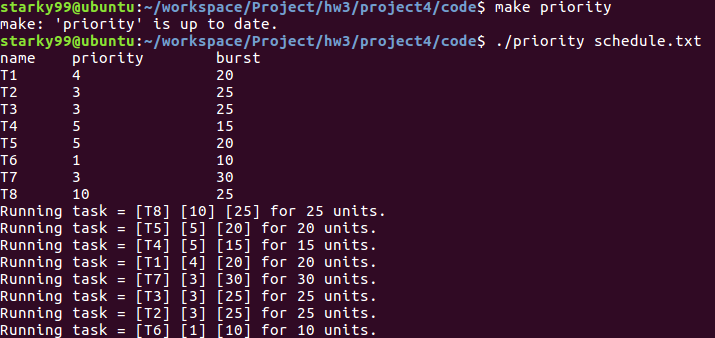 starky99@ubuntu:~/workspace/Project/hw3/project4/code$ make priority
make: 'priority' is up to date.
starky99@ubuntu:~/workspace/Project/hw3/project4/code$ ./priority schedule.txt
name    priority        burst
T1      4               20
T2      3               25
T3      3               25
T4      5               15
T5      5               20
T6      1               10
T7      3               30
T8      10              25
Running task = [T8] [10] [25] for 25 units.
Running task = [T5] [5] [20] for 20 units.
Running task = [T4] [5] [15] for 15 units.
Running task = [T1] [4] [20] for 20 units.
Running task = [T7] [3] [30] for 30 units.
Running task = [T3] [3] [25] for 25 units.
Running task = [T2] [3] [25] for 25 units.
Running task = [T6] [1] [10] for 10 units.